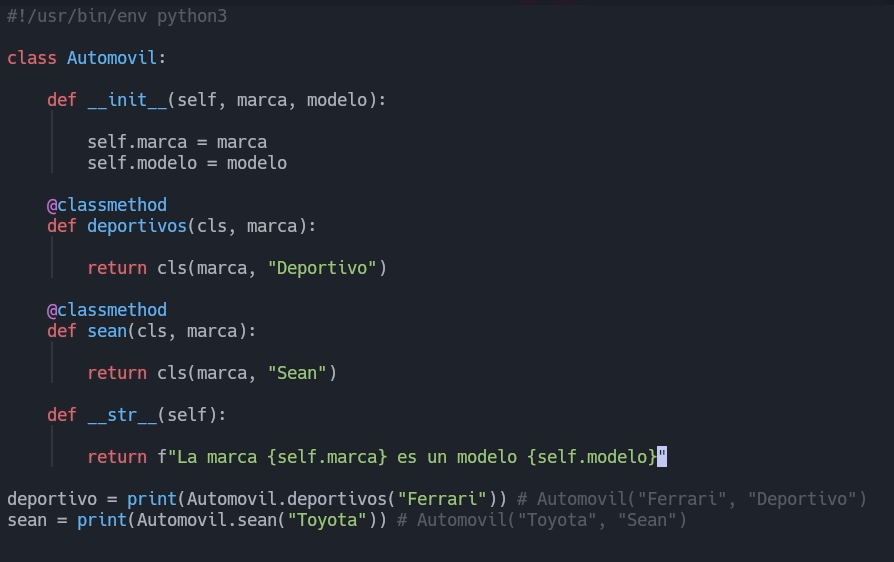 #!/usr/bin/env python3
class Automovil:
def __init__(self, marca, modelo):
self.marca = marca
self.modelo = modelo
@classmethod
def deportivos(cls, marca):
return cls(marca, "Deportivo")
@classmethod
def sean(cls, marca):
return cls(marca, "Sean")
def __str__(self):
return f"La marca {self.marca} es un modelo {self.modelo}"
deportivo = print(Automovil.deportivos("Ferrari")) # Automovil("Ferrari", "Deportivo")
sean = print(Automovil.sean("Toyota")) # Automovil("Toyota", "Sean")